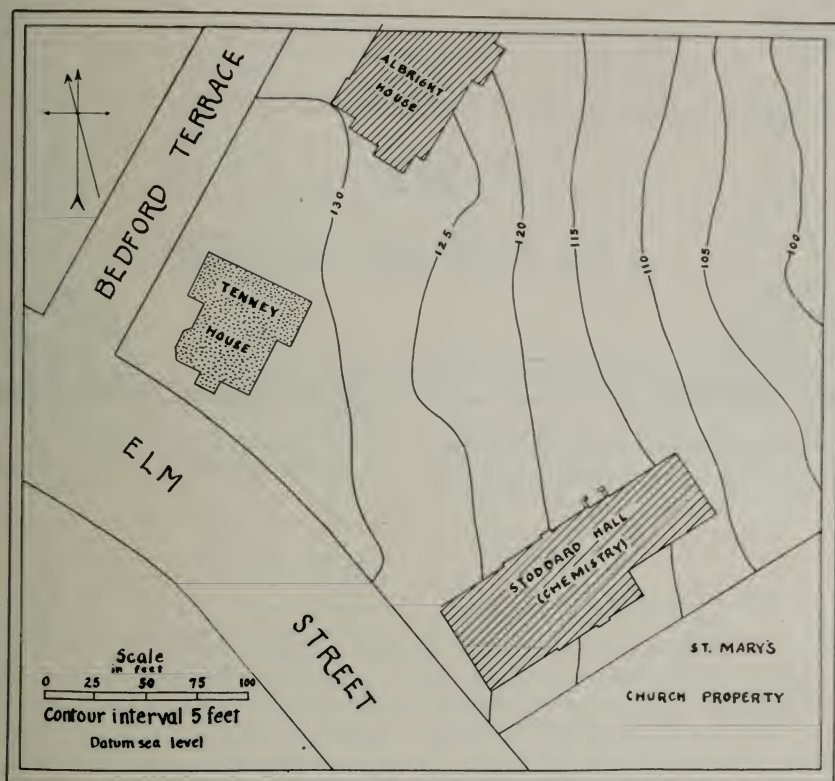 ALBRIGHT
HOUSE
BEDFORD TERRACE
130
125
120
115
110
105
100
TENNEY
HOUSE
ELM
STREET
STODDARD HALL
(CHEMISTRY)
ST. MARY'S
CHURCH PROPERTY
Scale
in feet
0 25 50 75 100
Contour interval 5 feet
Datum sea level